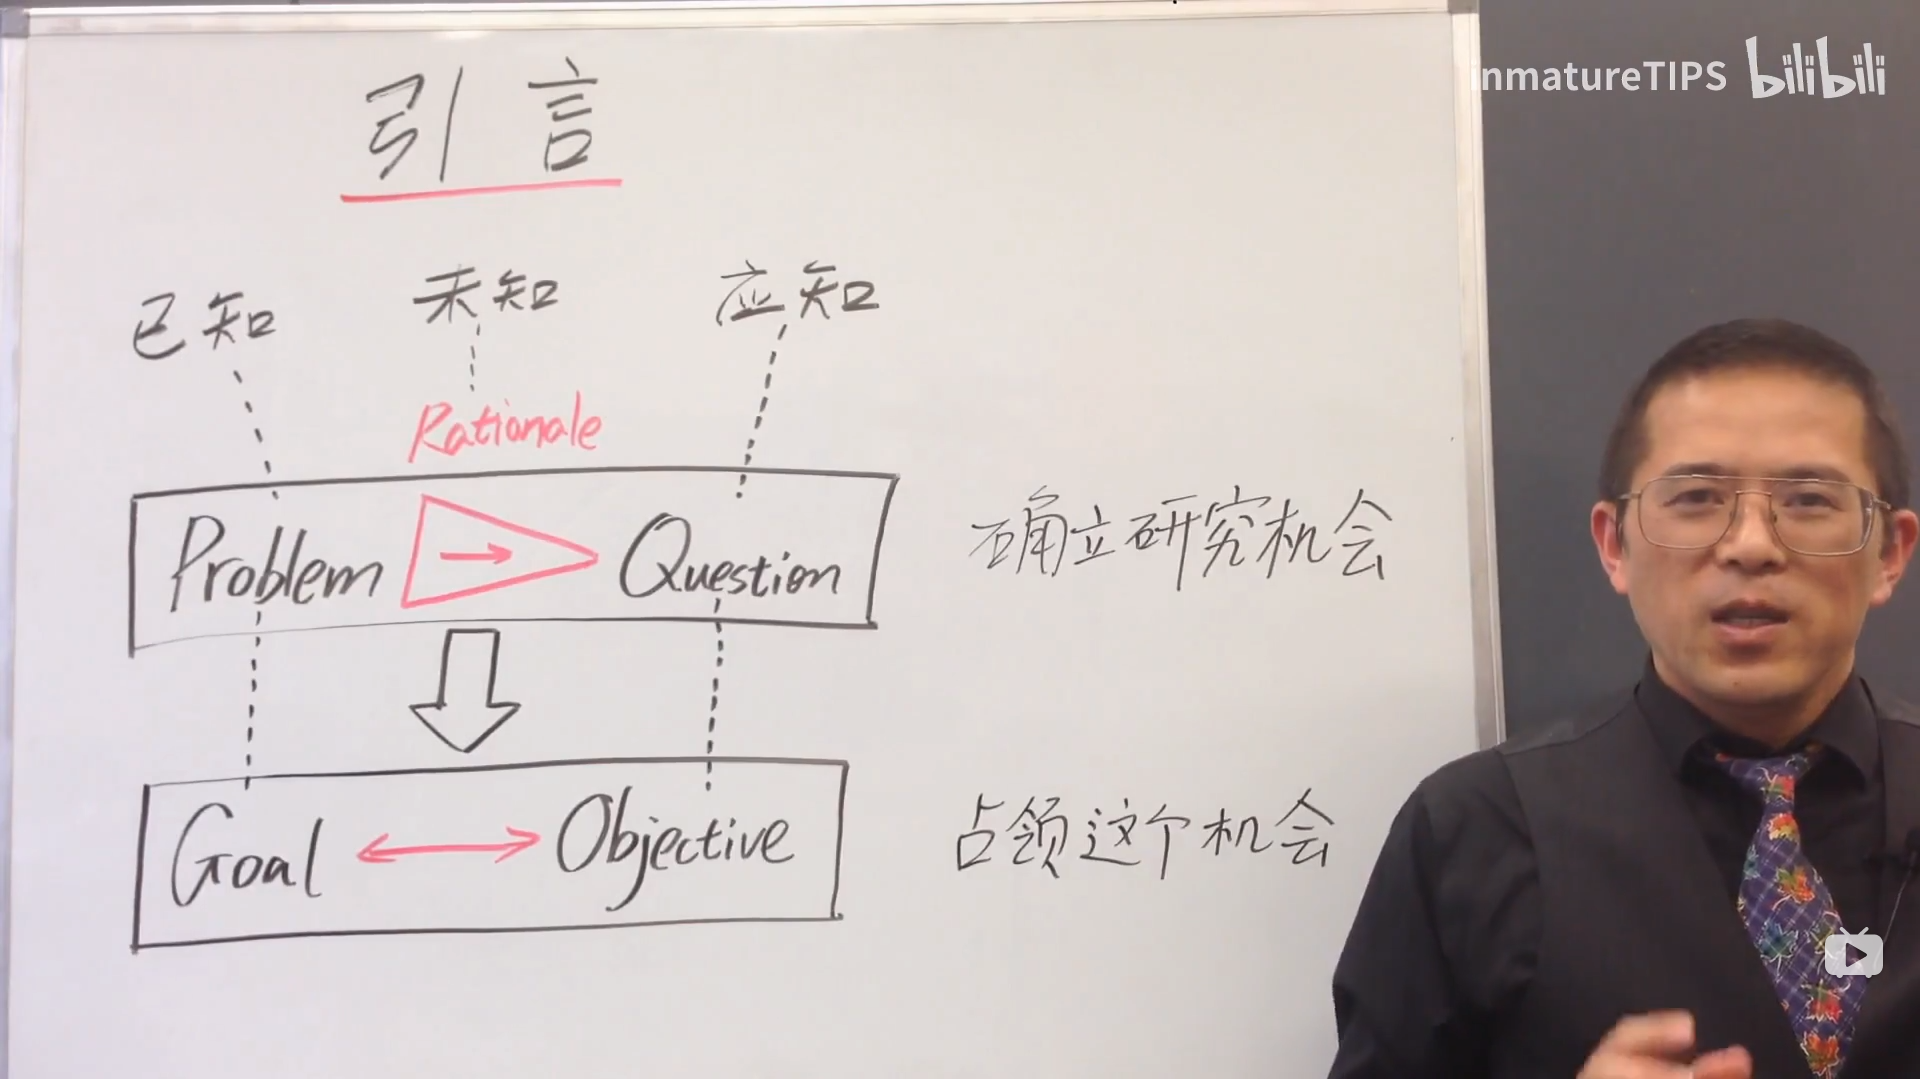 inmatureTIPS bilibili
引言
已知 未知 应知
Rationale
Problem → Question 确立研究机会
Goal ↔ Objective 占领这个机会